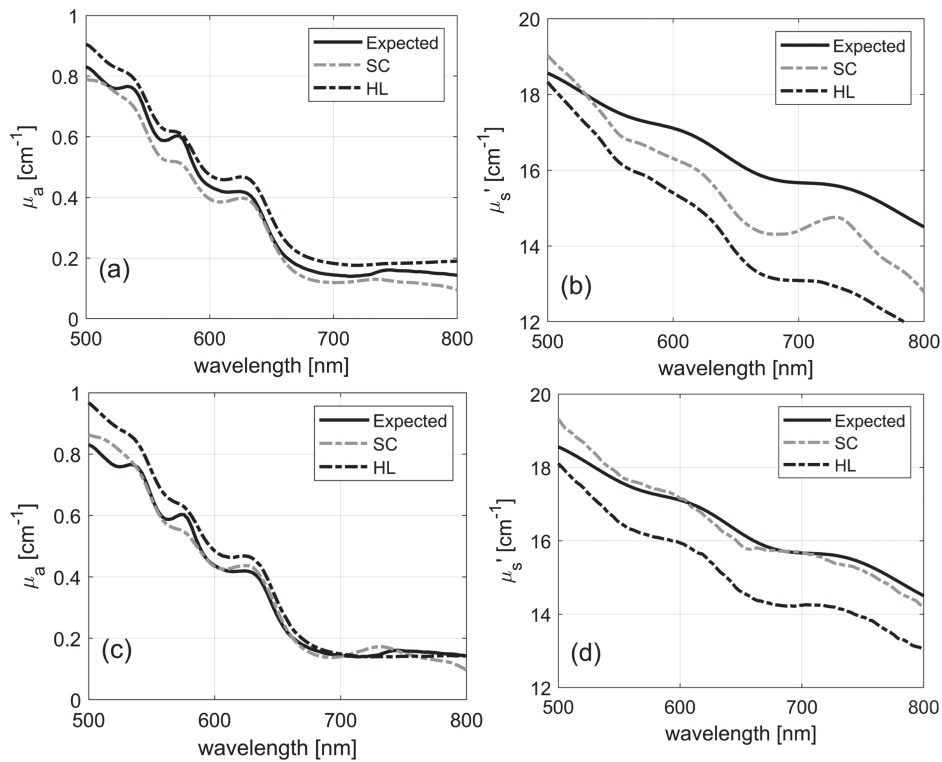 1
0.8
0.6
0.4
0.2
0
500
600
700
800
wavelength [nm]
μa [cm-1]
Expected
SC
HL
(a)
20
18
16
14
12
500
600
700
800
wavelength [nm]
μs' [cm-1]
Expected
SC
HL
(b)
1
0.8
0.6
0.4
0.2
0
500
600
700
800
wavelength [nm]
μa [cm-1]
Expected
SC
HL
(c)
20
18
16
14
12
500
600
700
800
wavelength [nm]
μs' [cm-1]
Expected
SC
HL
(d)